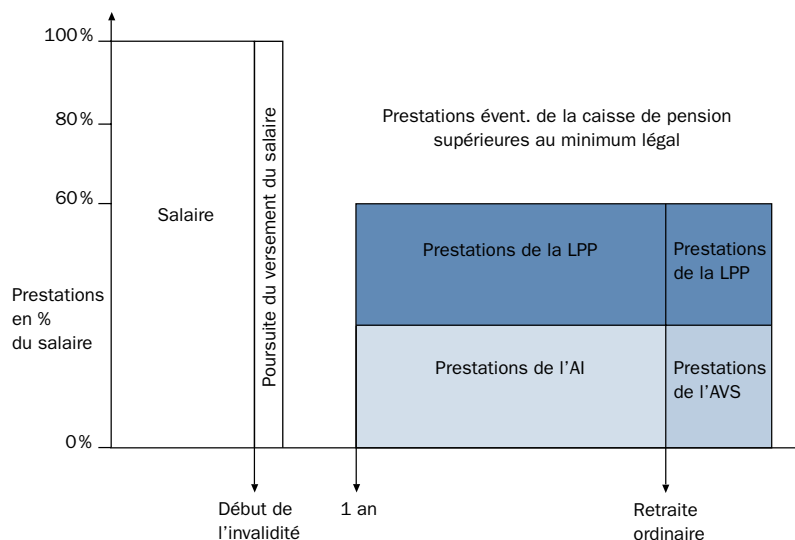 100%
80%
60%
0%
Prestations
en %
du salaire
Salaire
Poursuite du versement du salaire
Prestations évent. de la caisse de pension
supérieures au minimum légal
Prestations de la LPP
Prestations
de la LPP
Prestations de l’AI
Prestations
de l’AVS
Début de
l’invalidité
1 an
Retraite
ordinaire